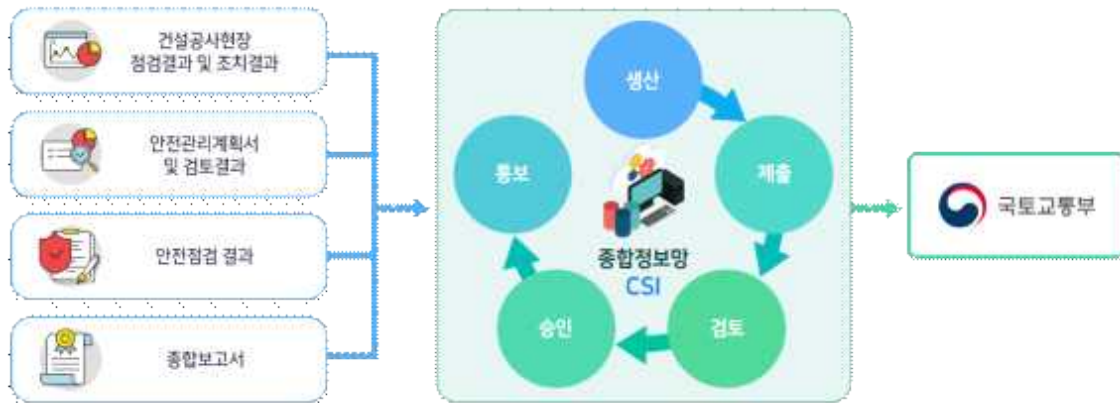 건설공사현장
점검결과 및 조치결과
안전관리계획서
및 검토결과
안전점검 결과
종합보고서
생산
제출
검토
승인
통보
종합정보망
CSI
국토교통부